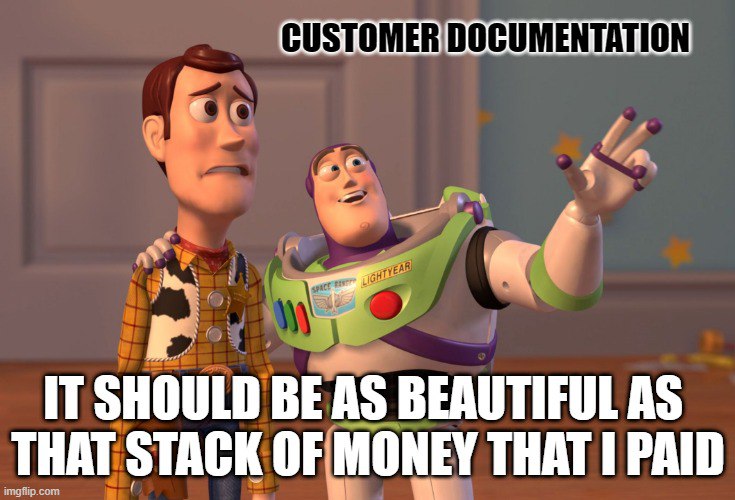 CUSTOMER DOCUMENTATION
SPACE RANGER
LIGHTYEAR
IT SHOULD BE AS BEAUTIFUL AS
THAT STACK OF MONEY THAT I PAID
imgflip.com